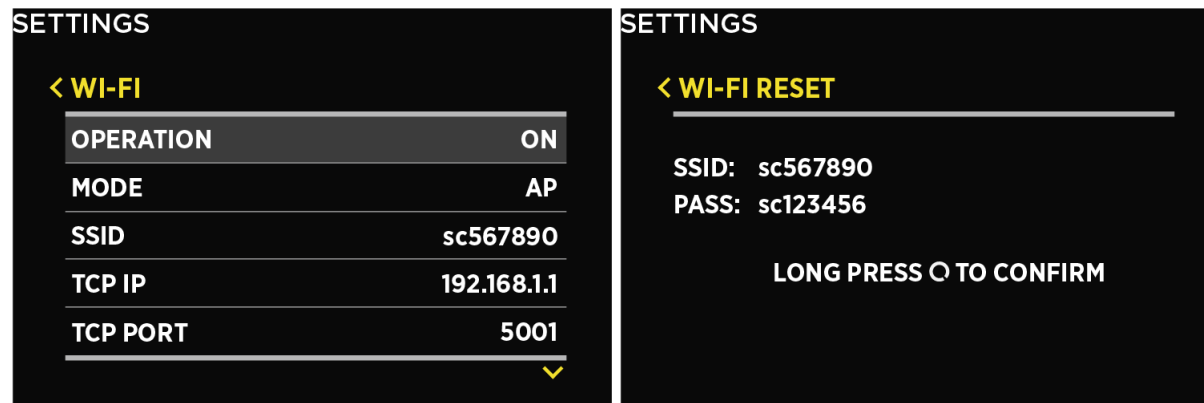 SETTINGS
< WI-FI
OPERATION ON
MODE AP
SSID sc567890
TCP IP 192.168.1.1
TCP PORT 5001
SETTINGS
< WI-FI RESET
SSID: sc567890
PASS: sc123456
LONG PRESS TO CONFIRM